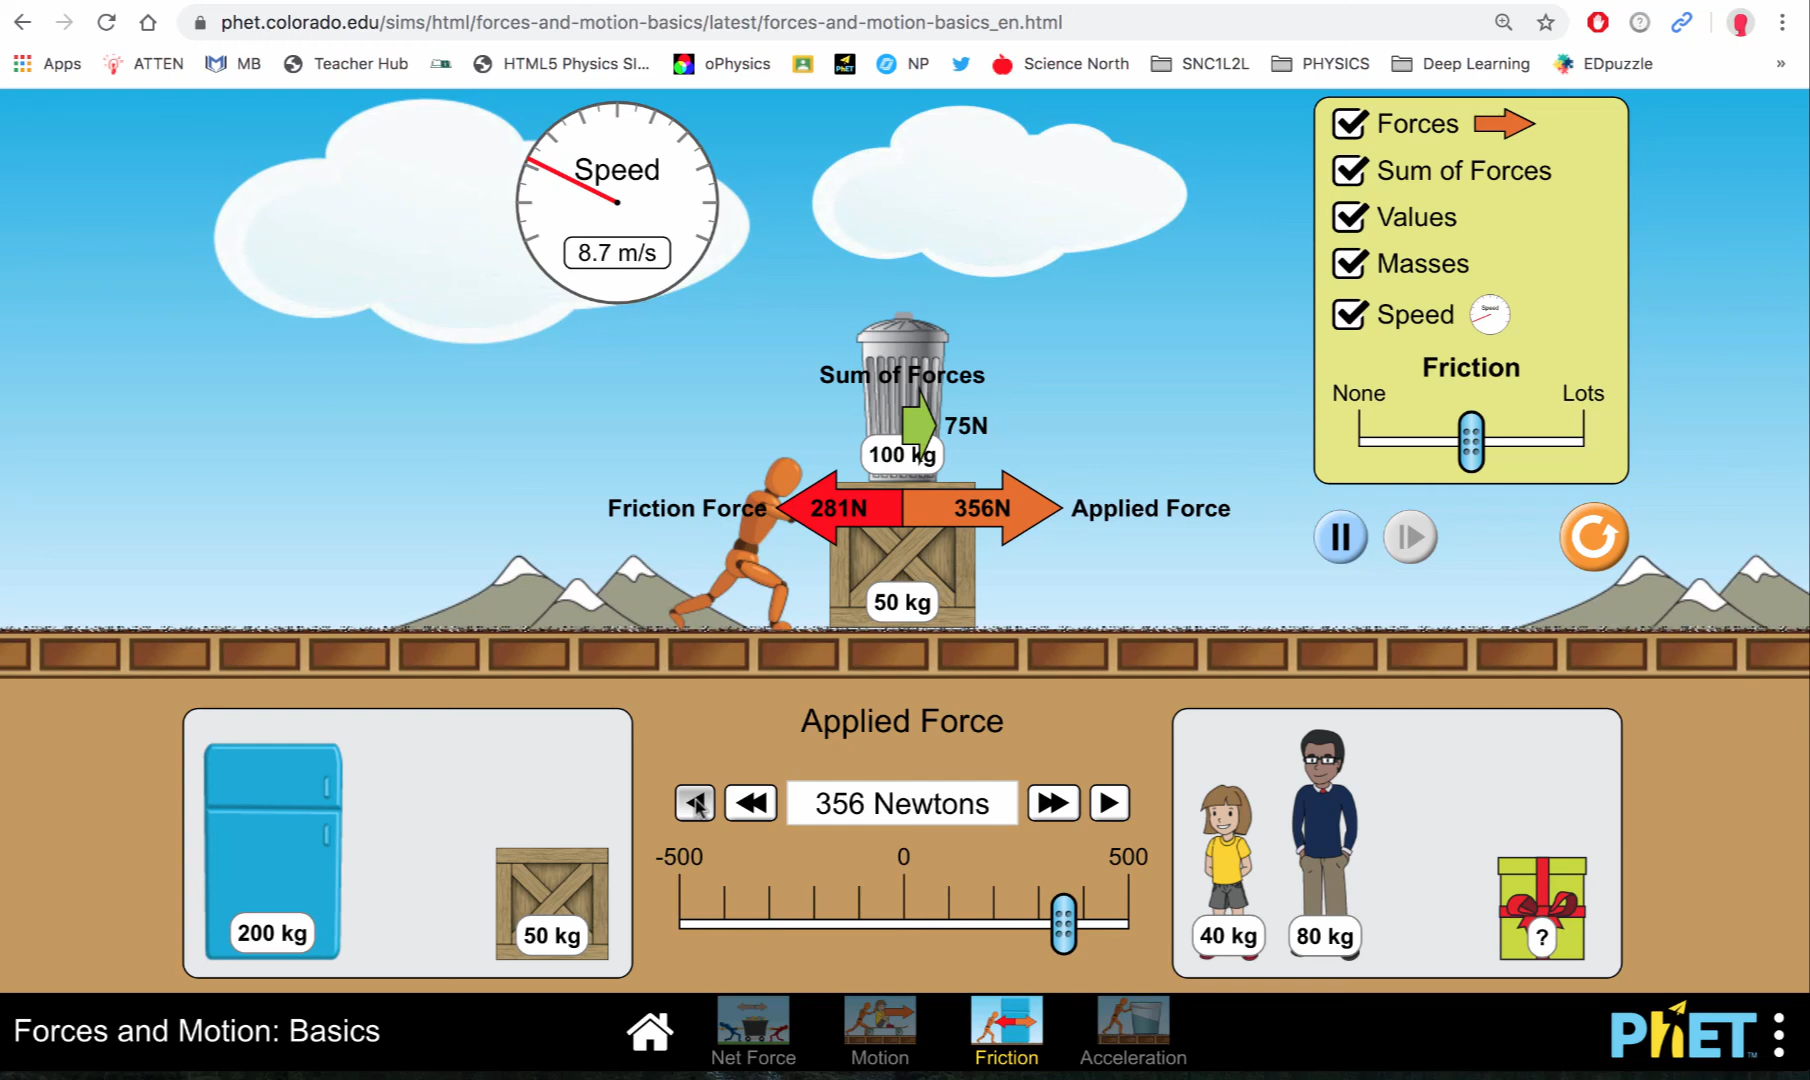 phet.colorado.edu/sims/html/forces-and-motion-basics/latest/forces-and-motion-basics_en.html
Apps ATTEN MB Teacher Hub HTML5 Physics SI... oPhysics NP Science North SNC1L2L PHYSICS Deep Learning EDpuzzle »
Speed
8.7 m/s
Forces
Sum of Forces
Values
Masses
Speed
Friction
None Lots
Sum of Forces
75N
100 kg
Friction Force 281N 356N Applied Force
50 kg
Applied Force
356 Newtons
-500 0 500
200 kg
50 kg
40 kg
80 kg
?
Forces and Motion: Basics
Net Force
Motion
Friction
Acceleration
PhET